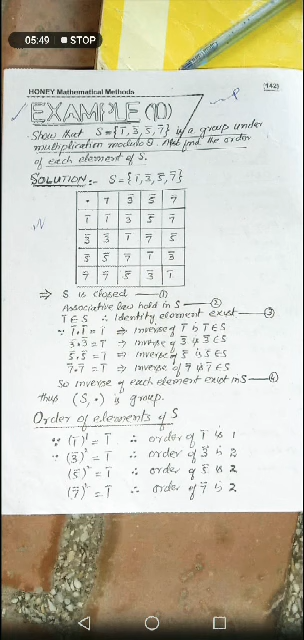 05:49 STOP
HONEY Mathematical Methods (142)
EXAMPLE (10)
Show that S={1̄, 3̄, 5̄, 7̄} is a group under
multiplication modulo 8. Also find the order
of each element of S.
SOLUTION:- S={1̄, 3̄, 5̄, 7̄}
· 1̄ 3̄ 5̄ 7̄
1̄ 1̄ 3̄ 5̄ 7̄
3̄ 3̄ 1̄ 7̄ 5̄
5̄ 5̄ 7̄ 1̄ 3̄
7̄ 7̄ 5̄ 3̄ 1̄
⇒ S is closed —(1)
Associative law hold in S —(2)
1̄ ∈ S ∴ Identity element exist —(3)
∵ 1̄.1̄ = 1̄ ⇒ Inverse of 1̄ is 1̄ ∈ S
3̄.3̄ = 1̄ ⇒ inverse of 3̄ is 3̄ ∈ S
5̄.5̄ = 1̄ ⇒ inverse of 5̄ is 5̄ ∈ S
7̄.7̄ = 1̄ ⇒ inverse of 7̄ is 7̄ ∈ S
So inverse of each element exist in S —(4)
thus (S, .) is group.
Order of elements of S
∵ (1̄)¹ = 1̄ ∴ order of 1̄ is 1
∵ (3̄)² = 1̄ ∴ order of 3̄ is 2
(5̄)² = 1̄ ∴ order of 5̄ is 2
(7̄)² = 1̄ ∴ order of 7̄ is 2